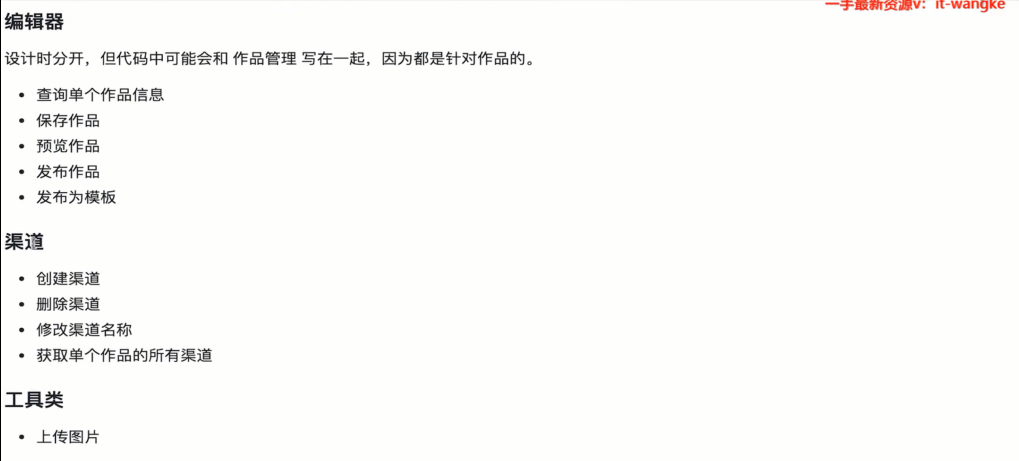 一手最新资源v：it-wangke
编辑器
设计时分开，但代码中可能会和 作品管理 写在一起，因为都是针对作品的。
查询单个作品信息
保存作品
预览作品
发布作品
发布为模板
渠道
创建渠道
删除渠道
修改渠道名称
获取单个作品的所有渠道
工具类
上传图片